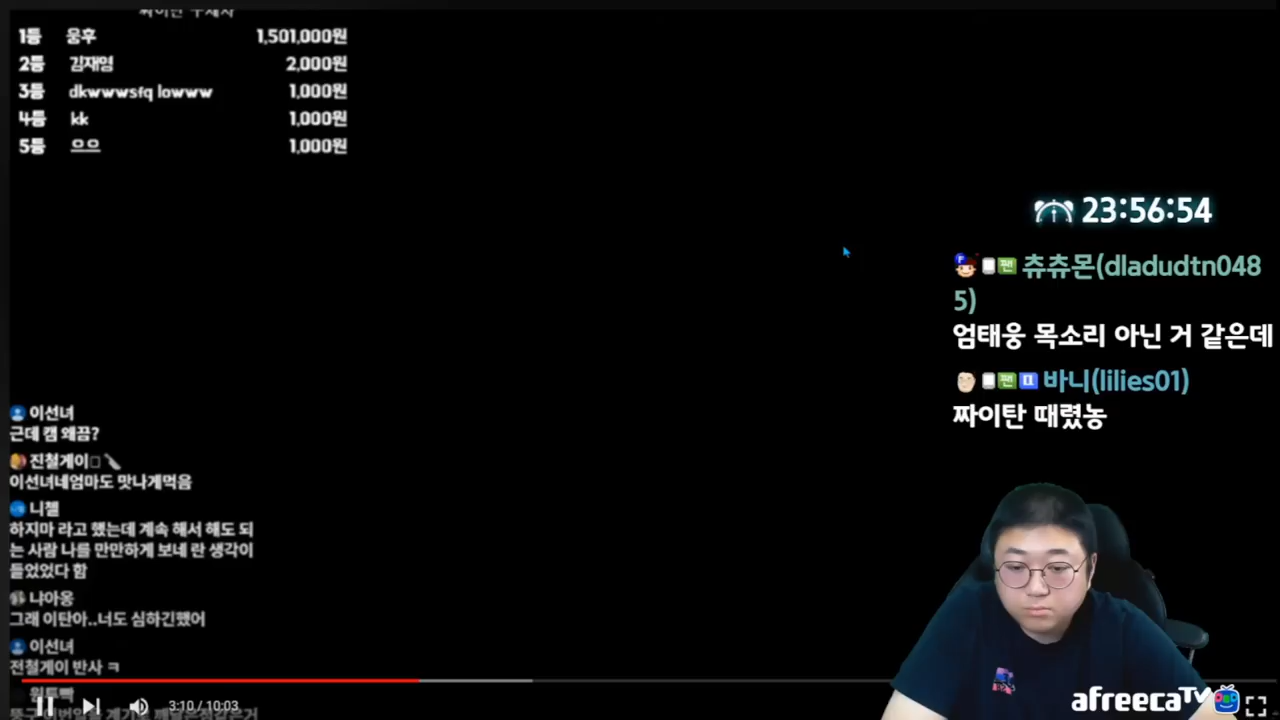 1등 웅후 1,501,000원
2등 김재영 2,000원
3등 dkwwwsfq lowww 1,000원
4등 kk 1,000원
5등 으으 1,000원
23:56:54
츄츄몬(dladudtn048
5)
엄태웅 목소리 아닌 거 같은데
바니(lilies01)
짜이탄 때렸농
이선녀
근데 캠 왜끔?
진철게이
이선녀네엄마도 맛나게먹음
니첼
하지마 라고 했는데 계속 해서 해도 되
는 사람 나를 만만하게 보네 란 생각이
들었었다 함
냐아옹
그래 이탄아..너도 심하긴했어
이선녀
전철게이 반사 ㅋ
3:10 / 10:03
afreecaTV